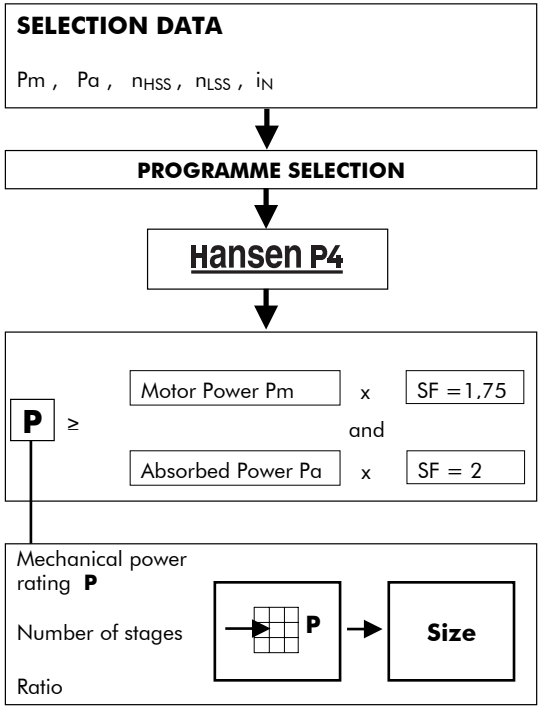 SELECTION DATA
Pm , Pa , nHSS , nLSS , iN
PROGRAMME SELECTION
Hansen P4
Motor Power Pm x SF =1,75
P ≥
and
Absorbed Power Pa x SF = 2
Mechanical power
rating P
P
Number of stages
Size
Ratio